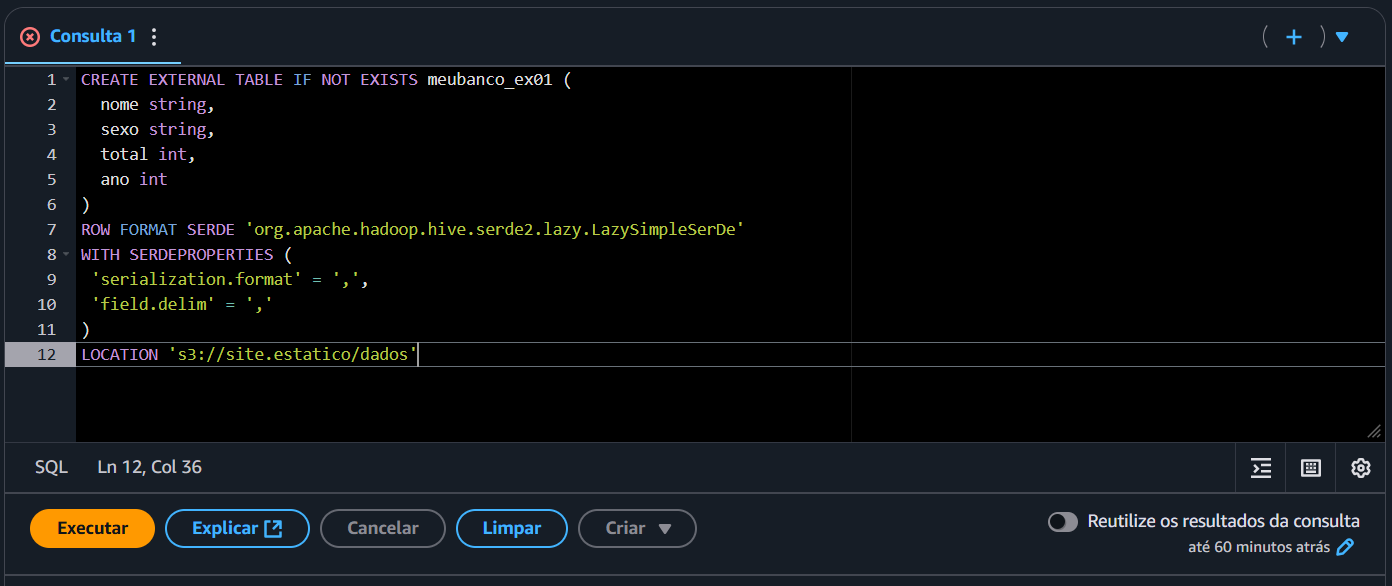 Consulta 1
1 CREATE EXTERNAL TABLE IF NOT EXISTS meubanco_ex01 (
2 nome string,
3 sexo string,
4 total int,
5 ano int
6 )
7 ROW FORMAT SERDE 'org.apache.hadoop.hive.serde2.lazy.LazySimpleSerDe'
8 WITH SERDEPROPERTIES (
9 'serialization.format' = ',',
10 'field.delim' = ','
11 )
12 LOCATION 's3://site.estatico/dados'
SQL Ln 12, Col 36
Executar Explicar Cancelar Limpar Criar
Reutilize os resultados da consulta
até 60 minutos atrás